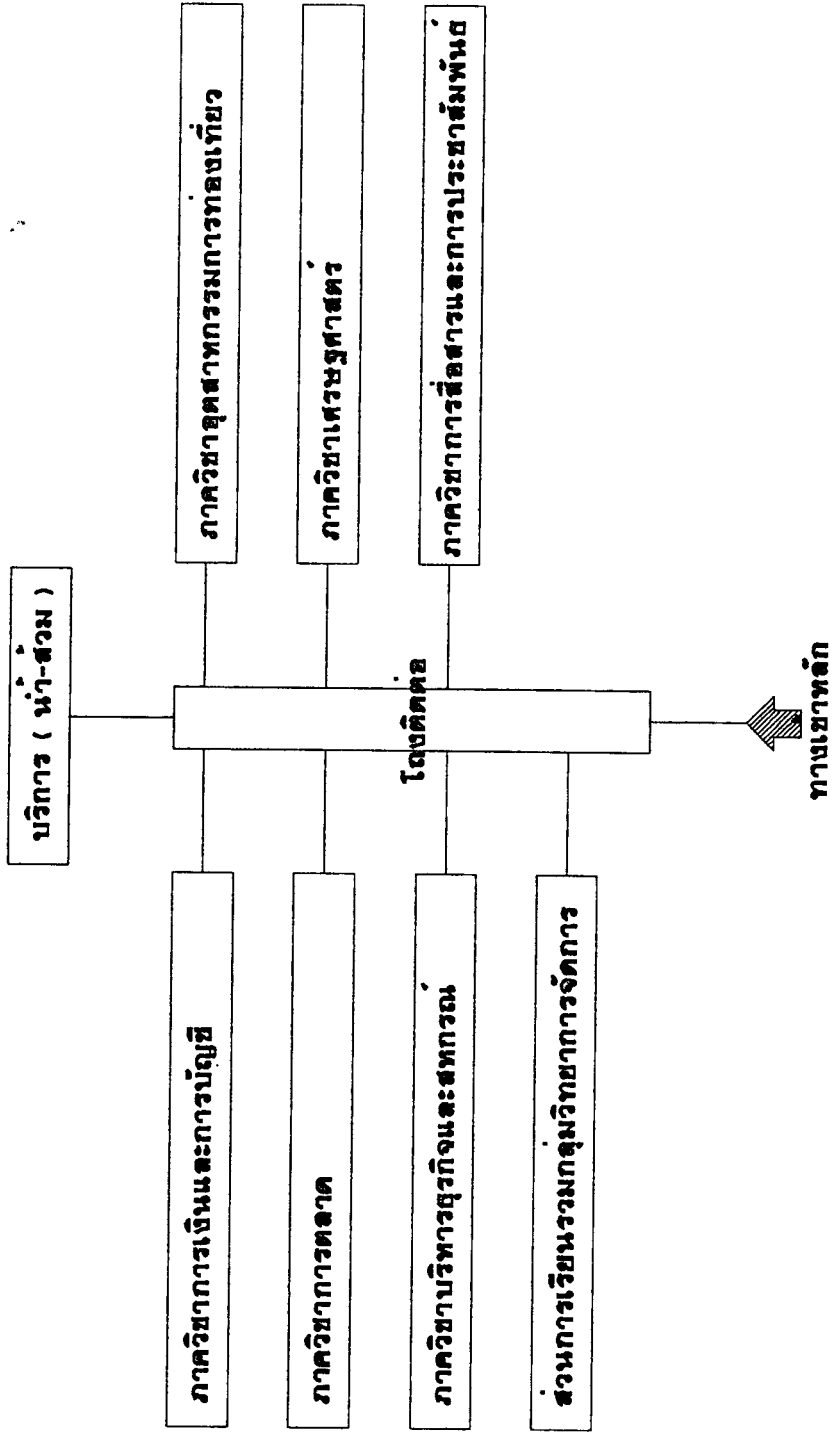 บริการ ( น้ำ-ส้วม )
ภาควิชาการเงินและการบัญชี
ภาควิชาอุตสาหกรรมการท่องเที่ยว
ภาควิชาการตลาด
ภาควิชาเศรษฐศาสตร์
โถงติดต่อ
ภาควิชาบริหารธุรกิจและสหกรณ์
ภาควิชาการสื่อสารและการประชาสัมพันธ์
ส่วนการเรียนรวมกลุ่มวิทยาการจัดการ
ทางเขาหลัก